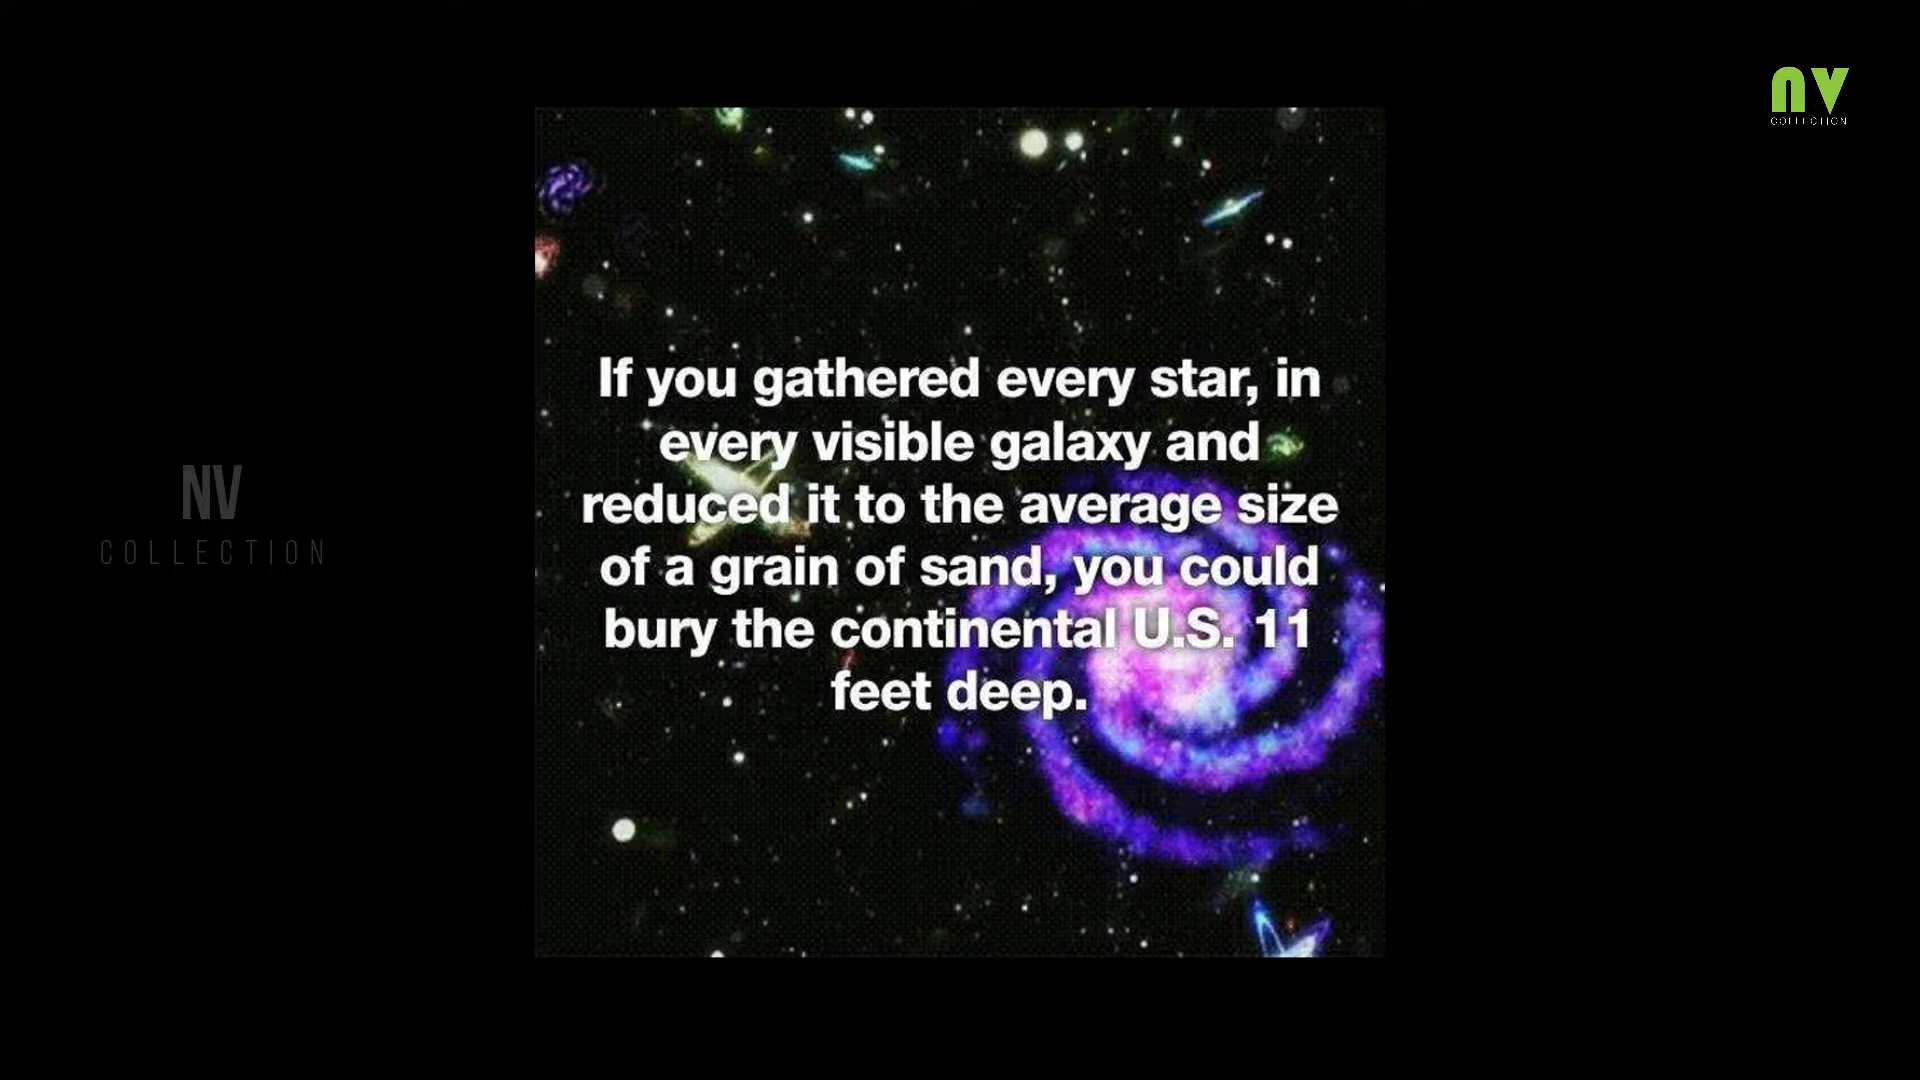 NV
COLLECTION
If you gathered every star, in
every visible galaxy and
reduced it to the average size
of a grain of sand, you could
bury the continental U.S. 11
feet deep.
NV
COLLECTION